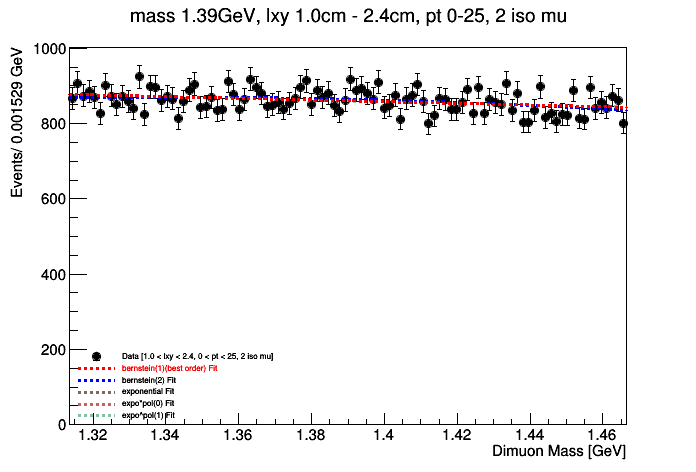 mass 1.39GeV, lxy 1.0cm - 2.4cm, pt 0-25, 2 iso mu
Events/ 0.001529 GeV
1000
800
600
400
200
0
Data [1.0 < lxy < 2.4, 0 < pt < 25, 2 iso mu]
bernstein(1)(best order) Fit
bernstein(2) Fit
exponential Fit
expo*pol(0) Fit
expo*pol(1)Fit
1.32 1.34 1.36 1.38 1.4 1.42 1.44 1.46
Dimuon Mass [GeV]